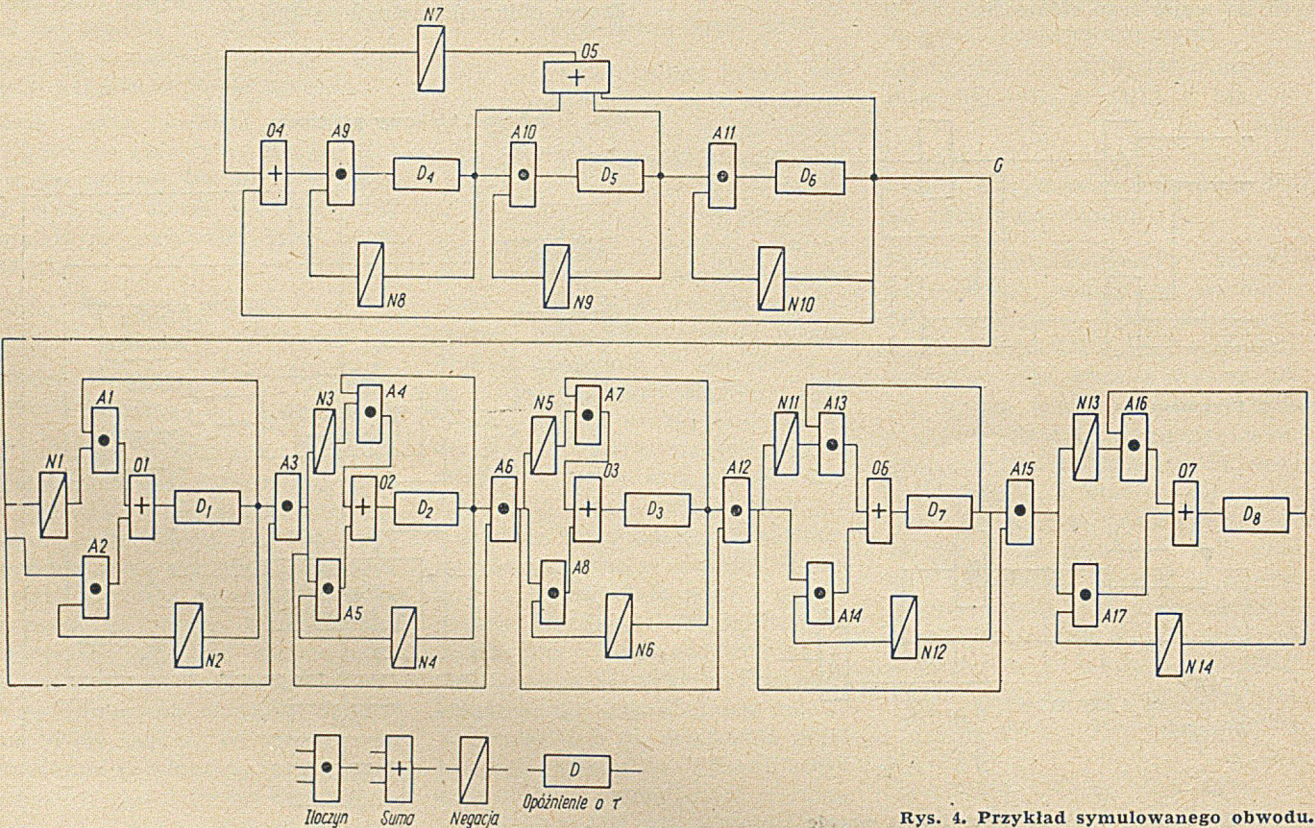 N7
O5
+
O4
A9
A10
A11
+
D4
D5
D6
G
N8
N9
N10
A1
N3
A4
N5
A7
N11
A13
N13
A16
N1
O1
A3
O2
A6
O3
A12
O6
A15
O7
+
D1
+
D2
+
D3
+
D7
+
D8
A2
A5
A8
A14
A17
N2
N4
N6
N12
N14
+
D
Iloczyn
Suma
Negacja
Opóźnienie o τ
Rys. 4. Przykład symulowanego obwodu.